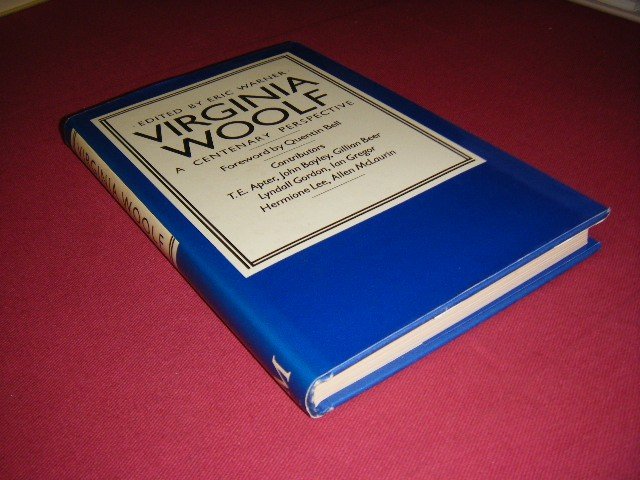 EDITED BY ERIC WARNER
VIRGINIA
WOOLF
A CENTENARY PERSPECTIVE
Foreword by Quentin Bell
Contributors
T.E. Apter, John Bayley, Gillian Beer
Lyndall Gordon, Ian Gregor
Hermione Lee, Allen McLaurin
VIRGINIA WOOLF
M